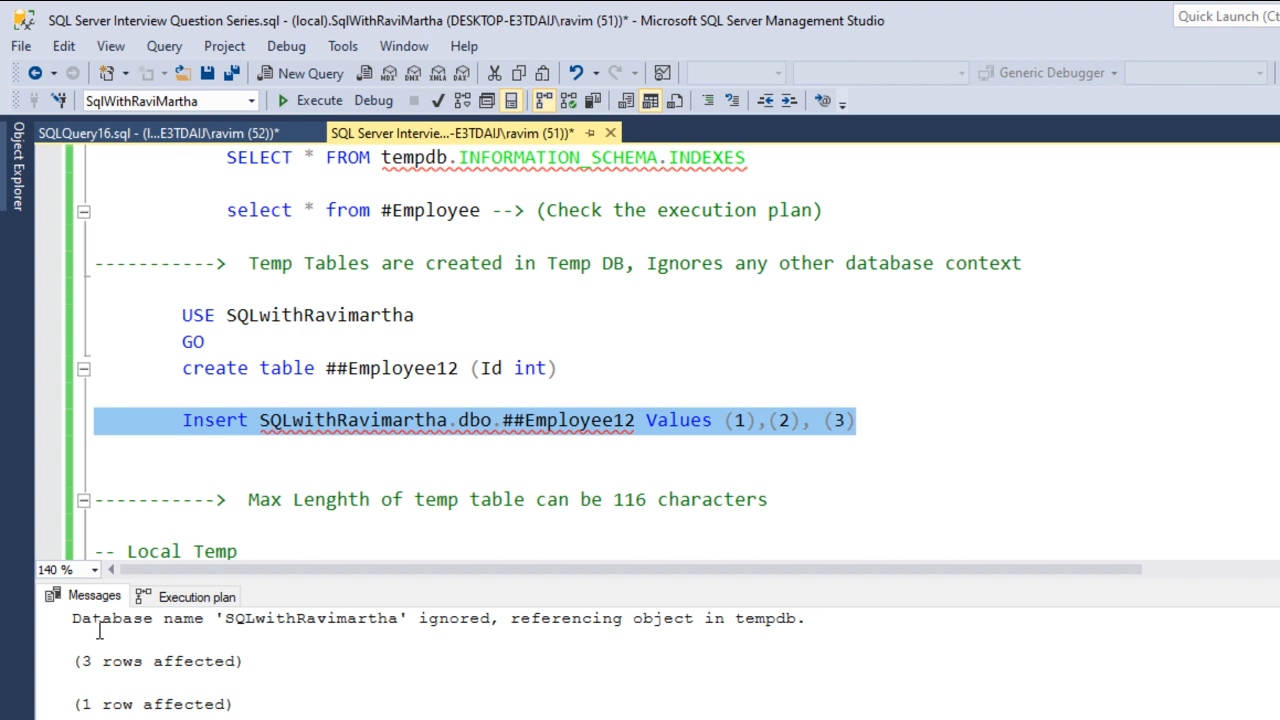 SQL Server Interview Question Series.sql - (local).SqlWithRaviMartha (DESKTOP-E3TDAIJ\ravim (51))* - Microsoft SQL Server Management Studio
Quick Launch (Ct
File Edit View Query Project Debug Tools Window Help
New Query MDX DMX XMLA DAX Generic Debugger
SqlWithRaviMartha Execute Debug
SQLQuery16.sql - (l...E3TDAIJ\ravim (52))* SQL Server Intervie...-E3TDAIJ\ravim (51))*
Object Explorer
SELECT * FROM tempdb.INFORMATION_SCHEMA.INDEXES
select * from #Employee --> (Check the execution plan)
-----------> Temp Tables are created in Temp DB, Ignores any other database context
USE SQLwithRavimartha
GO
create table ##Employee12 (Id int)
Insert SQLwithRavimartha.dbo.##Employee12 Values (1),(2), (3)
-----------> Max Lenghth of temp table can be 116 characters
-- Local Temp
140 %
Messages Execution plan
Database name 'SQLwithRavimartha' ignored, referencing object in tempdb.
(3 rows affected)
(1 row affected)